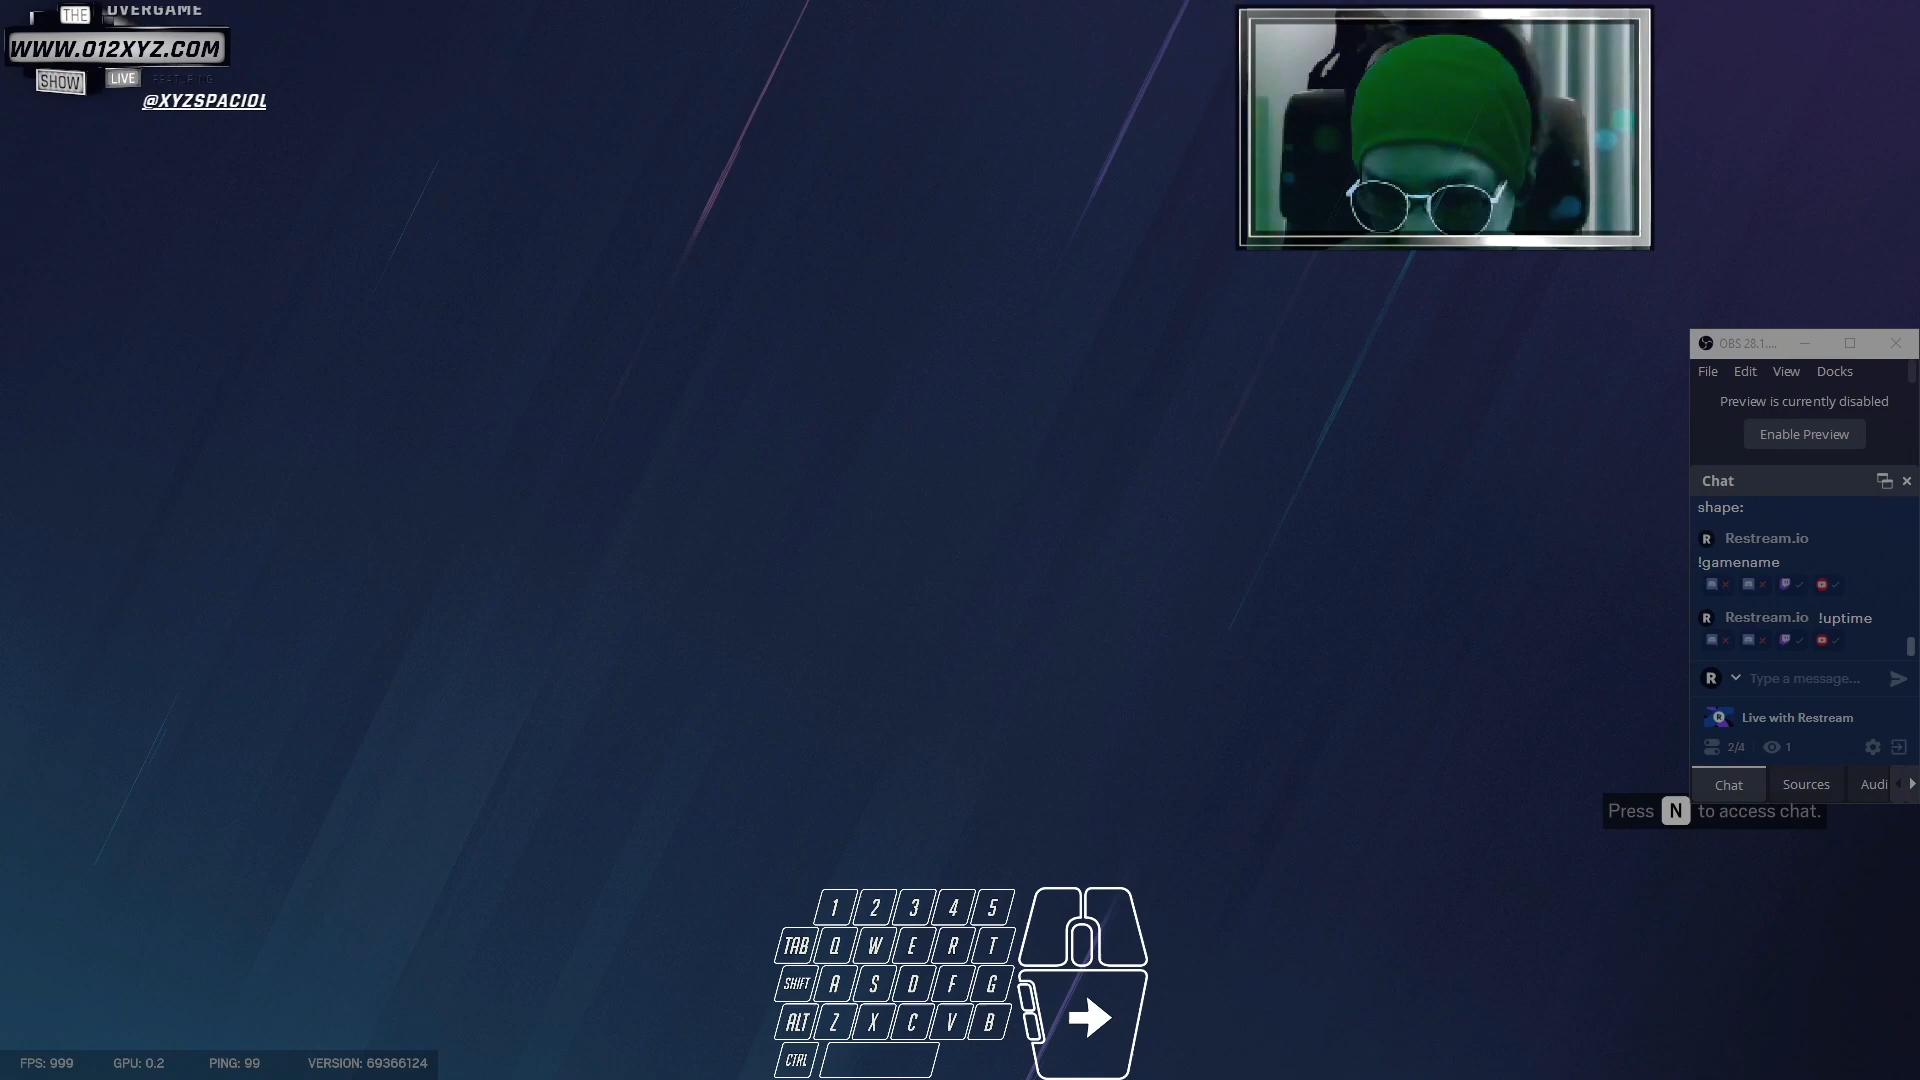 THE OVERGAME
WWW.012XYZ.COM
SHOW LIVE FEATURING
@XYZSPACIOL
OBS 28.1....
File Edit View Docks
Preview is currently disabled
Enable Preview
Chat
shape:
R Restream.io
!gamename
R Restream.io !uptime
R Type a message...
R Live with Restream
2/4 1
Chat Sources Audi
Press N to access chat.
1 2 3 4 5
TAB Q W E R T
SHIFT A S D F G
ALT Z X C V B
CTRL
FPS: 999 GPU: 0.2 PING: 99 VERSION: 69366124